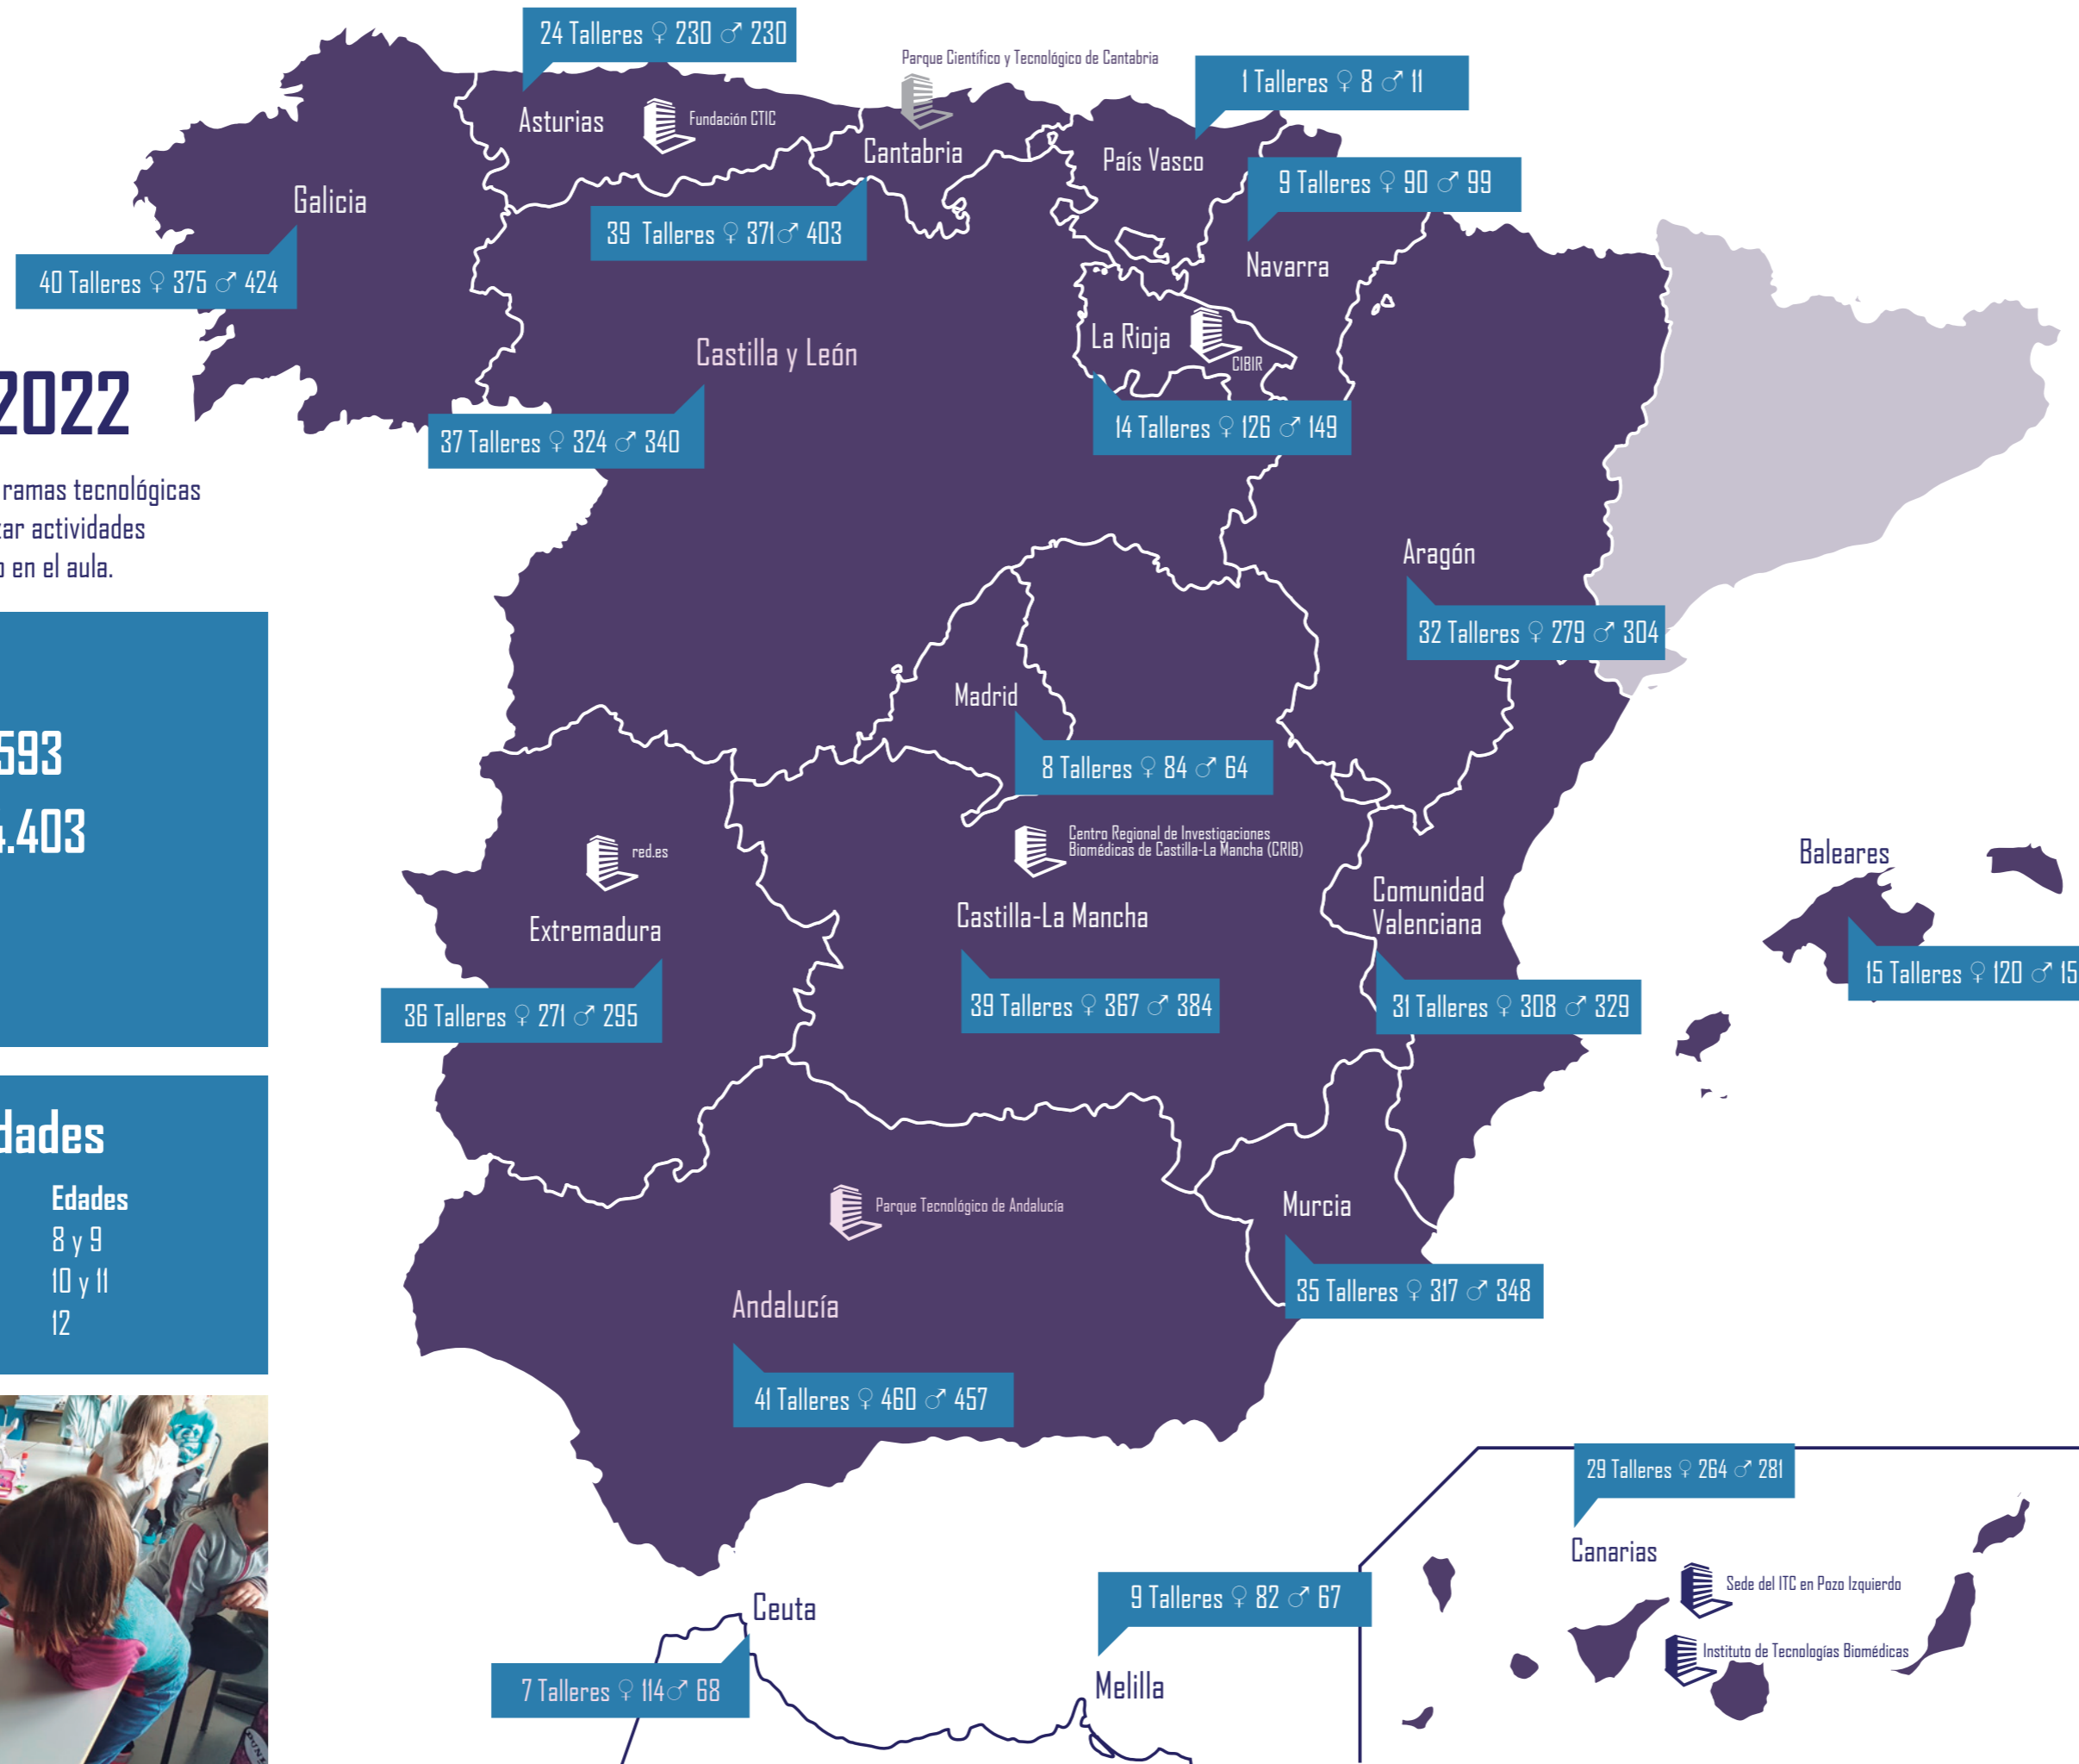 24 Talleres ♀ 230 ♂ 230
Parque Científico y Tecnológico de Cantabria
1 Talleres ♀ 8 ♂ 11
Asturias
Fundación CTIC
Cantabria
País Vasco
9 Talleres ♀ 90 ♂ 99
Galicia
39 Talleres ♀ 371 ♂ 403
Navarra
40 Talleres ♀ 375 ♂ 424
La Rioja
CIBIR
Castilla y León
2022
37 Talleres ♀ 324 ♂ 340
14 Talleres ♀ 126 ♂ 149
ramas tecnológicas
ar actividades
en el aula.
Aragón
32 Talleres ♀ 279 ♂ 304
Madrid
593
.403
8 Talleres ♀ 84 ♂ 64
red.es
Centro Regional de Investigaciones
Biomédicas de Castilla-La Mancha (CRIB)
Baleares
Extremadura
Castilla-La Mancha
Comunidad
Valenciana
15 Talleres ♀ 120 ♂ 15
36 Talleres ♀ 271 ♂ 295
39 Talleres ♀ 367 ♂ 384
31 Talleres ♀ 308 ♂ 329
dades
Edades
8 y 9
10 y 11
12
Parque Tecnológico de Andalucía
Murcia
35 Talleres ♀ 317 ♂ 348
Andalucía
41 Talleres ♀ 460 ♂ 457
29 Talleres ♀ 264 ♂ 281
Canarias
Sede del ITC en Pozo Izquierdo
Instituto de Tecnologías Biomédicas
Ceuta
9 Talleres ♀ 82 ♂ 67
7 Talleres ♀ 114 ♂ 68
Melilla